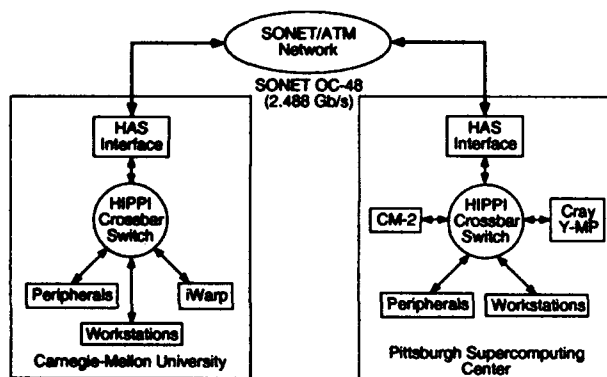 SONET/ATM
Network
SONET OC-48
(2.488 Gb/s)
HAS
Interface
HIPPI
Crossbar
Switch
Peripherals
iWarp
Workstations
Carnegie-Mellon University
HAS
Interface
CM-2
HIPPI
Crossbar
Switch
Cray
Y-MP
Peripherals
Workstations
Pittsburgh Supercomputing
Center